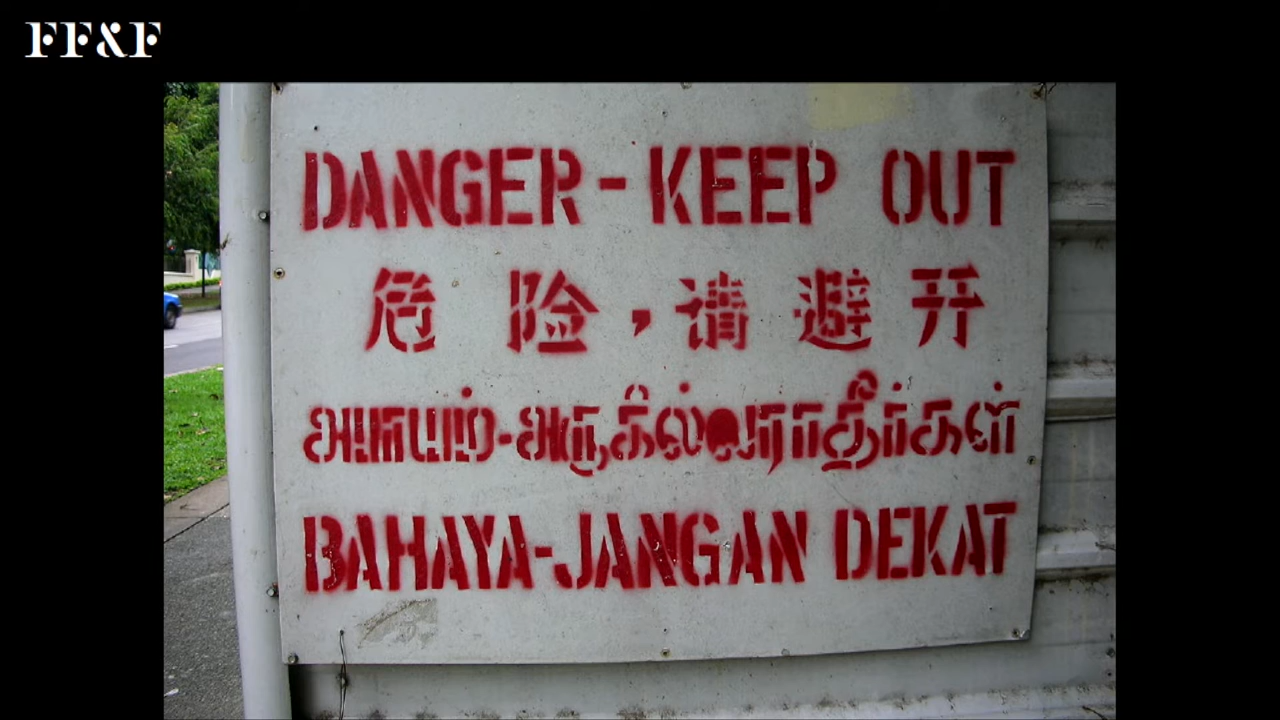 FF&F
DANGER-KEEP OUT
危险,请避开
அபாயம்-அருகில்வராதீர்கள்
BAHAYA-JANGAN DEKAT